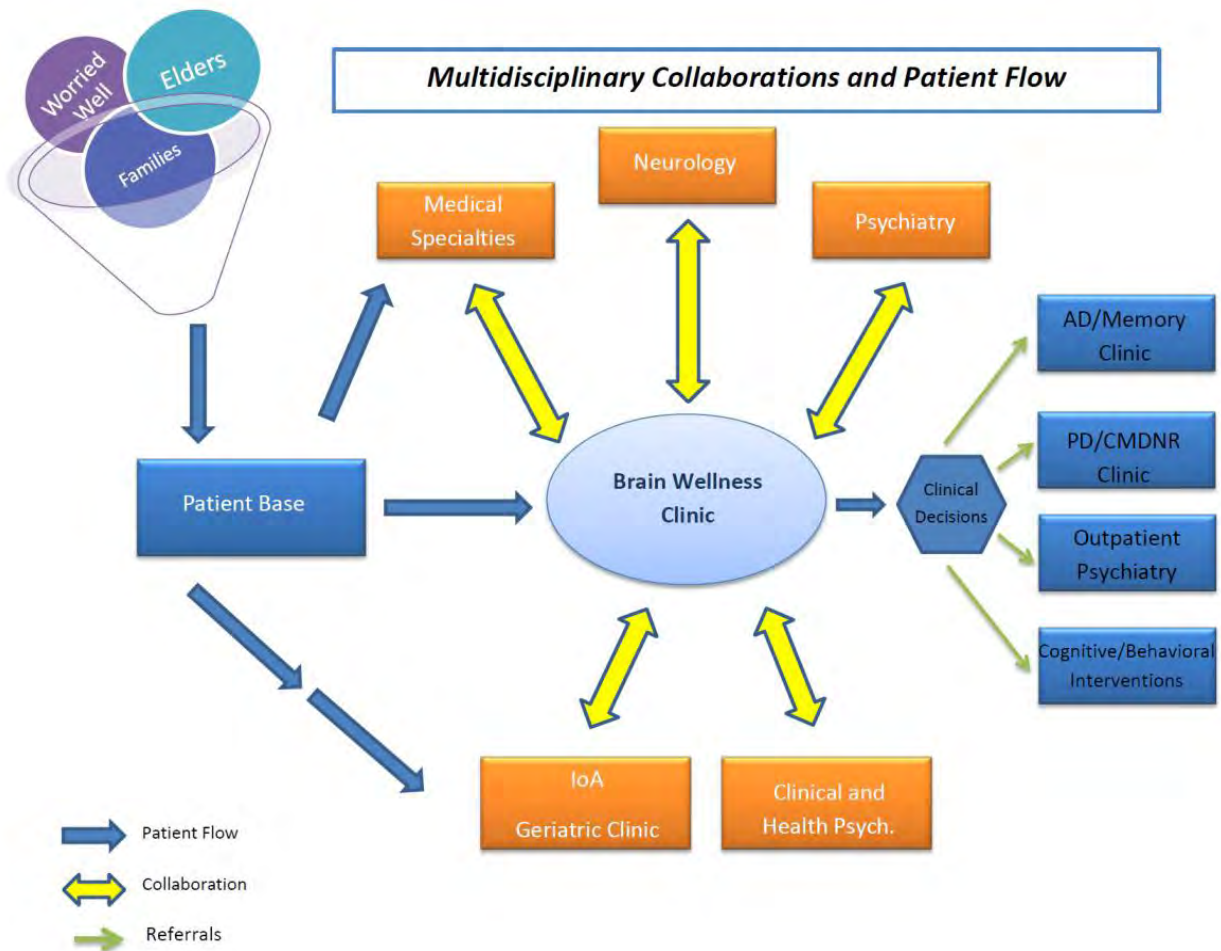 Worried
Well
Elders
Families
Multidisciplinary Collaborations and Patient Flow
Neurology
Medical
Specialties
Psychiatry
AD/Memory
Clinic
PD/CMDNR
Clinic
Patient Base
Brain Wellness
Clinic
Clinical
Decisions
Outpatient
Psychiatry
Cognitive/Behavioral
Interventions
IoA
Geriatric Clinic
Clinical and
Health Psych.
Patient Flow
Collaboration
Referrals